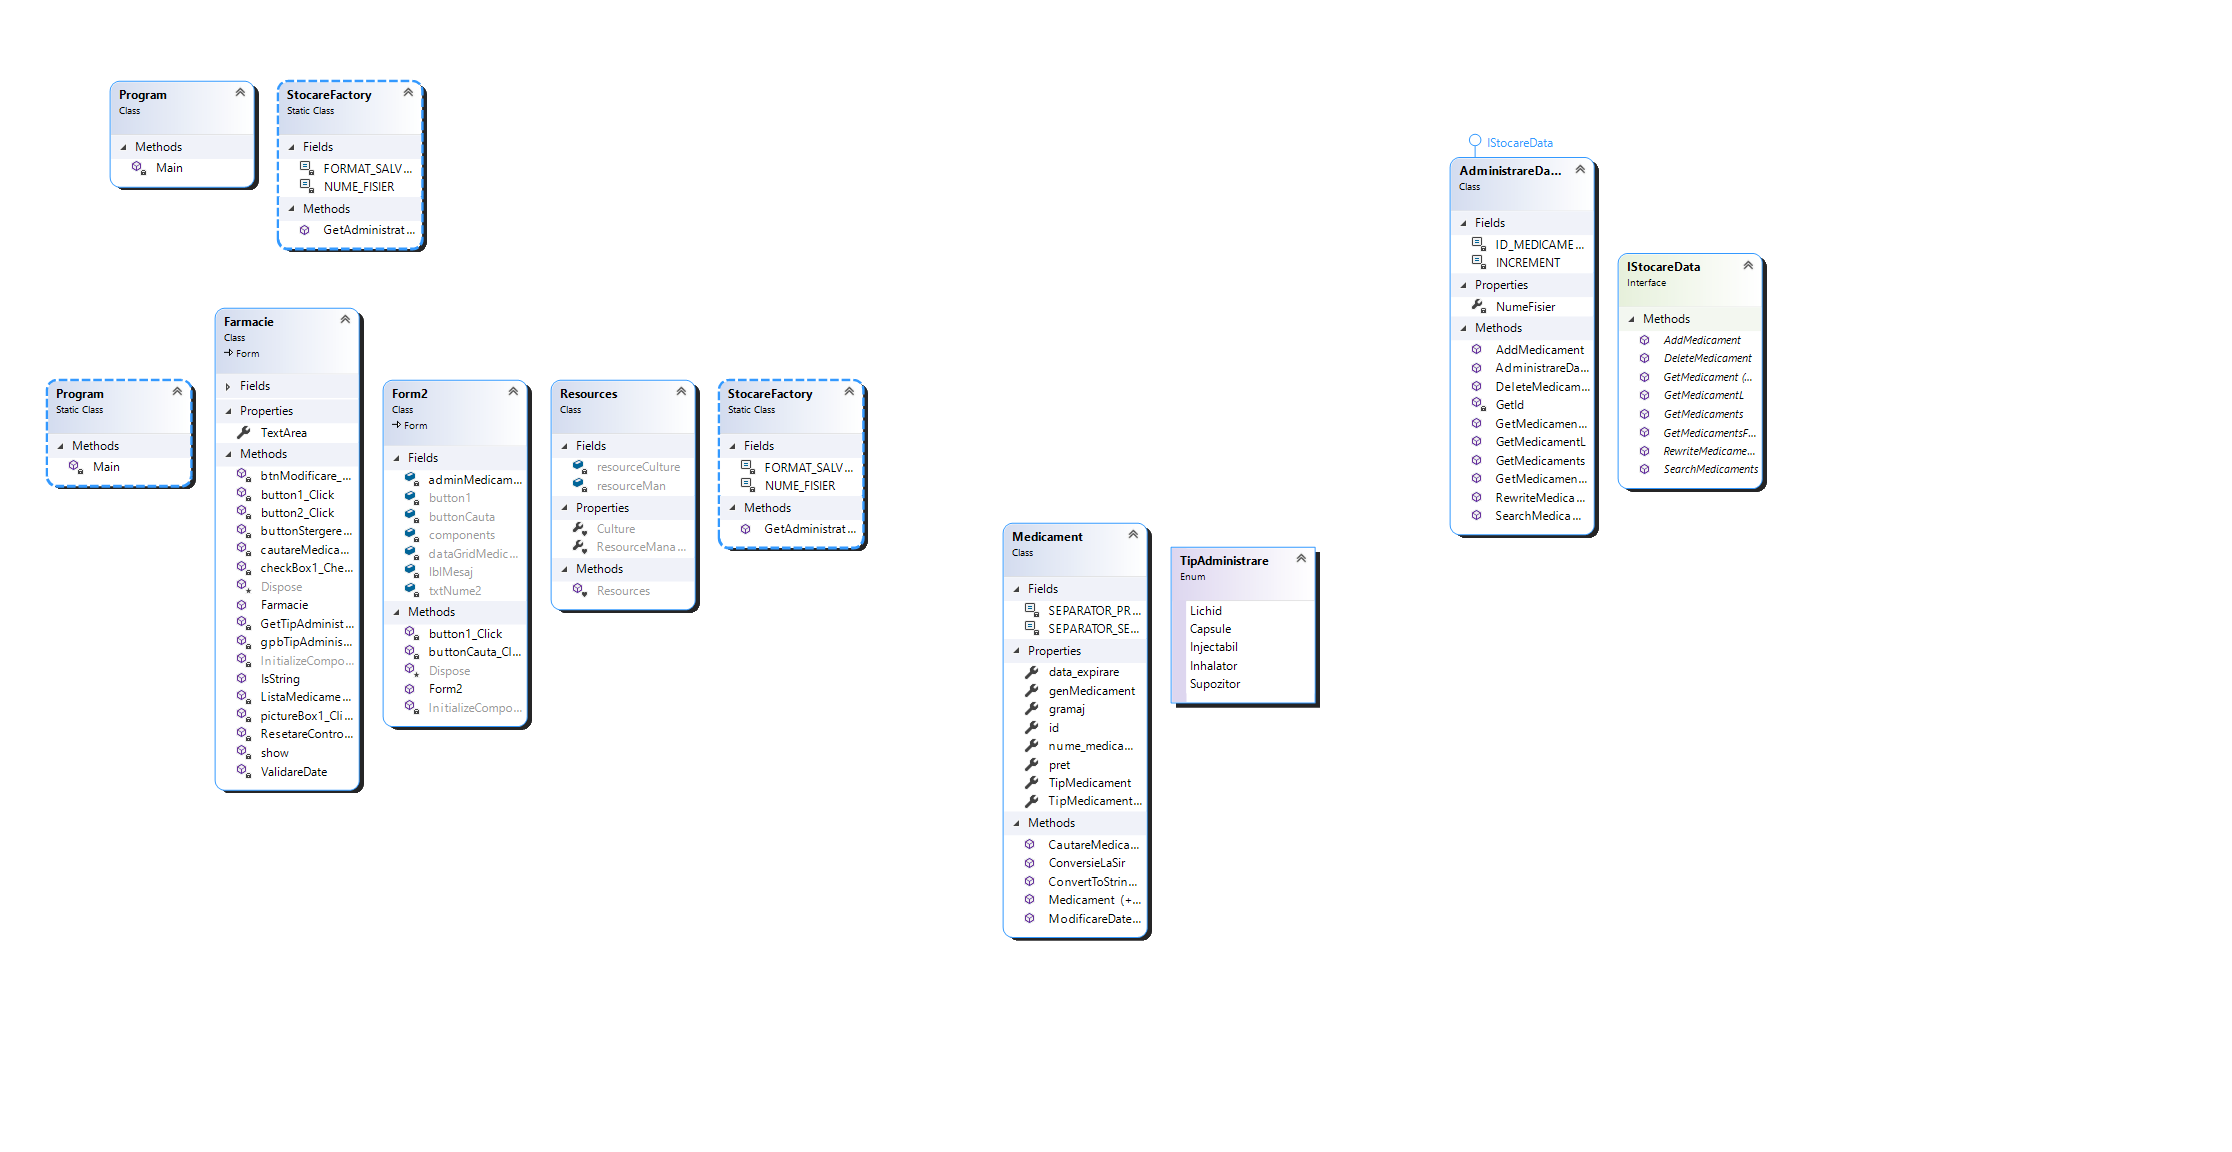 Program
Class
Methods
Main
StocareFactory
Static Class
Fields
FORMAT_SALV...
NUME_FISIER
Methods
GetAdministrat...
Program
Static Class
Methods
Main
Farmacie
Class
Form
Fields
Properties
TextArea
Methods
btnModificare_...
button1_Click
button2_Click
buttonStergere...
cautareMedica...
checkBox1_Che...
Dispose
Farmacie
GetTipAdminist...
gpbTipAdminis...
InitializeCompo...
IsString
ListaMedicame...
pictureBox1_Cli...
ResetareContro...
show
ValidareDate
Form2
Class
Form
Fields
adminMedicam...
button1
buttonCauta
components
dataGridMedic...
lblMesaj
txtNume2
Methods
button1_Click
buttonCauta_Cl...
Dispose
Form2
InitializeCompo...
Resources
Class
Fields
resourceCulture
resourceMan
Properties
Culture
ResourceMana...
Methods
Resources
StocareFactory
Static Class
Fields
FORMAT_SALV...
NUME_FISIER
Methods
GetAdministrat...
Medicament
Class
Fields
SEPARATOR_PR...
SEPARATOR_SE...
Properties
data_expirare
genMedicament
gramaj
id
nume_medica...
pret
TipMedicament
TipMedicament...
Methods
CautareMedica...
ConversieLaSir
ConvertToStrin...
Medicament (+...
ModificareDate...
TipAdministrare
Enum
Lichid
Capsule
Injectabil
Inhalator
Supozitor
IStocareData
AdministrareDa...
Class
Fields
ID_MEDICAME...
INCREMENT
Properties
NumeFisier
Methods
AddMedicament
AdministrareDa...
DeleteMedicam...
GetId
GetMedicamen...
GetMedicamentL
GetMedicaments
GetMedicamen...
RewriteMedica...
SearchMedica...
IStocareData
Interface
Methods
AddMedicament
DeleteMedicament
GetMedicament (...
GetMedicamentL
GetMedicaments
GetMedicamentsF...
RewriteMedicame...
SearchMedicaments